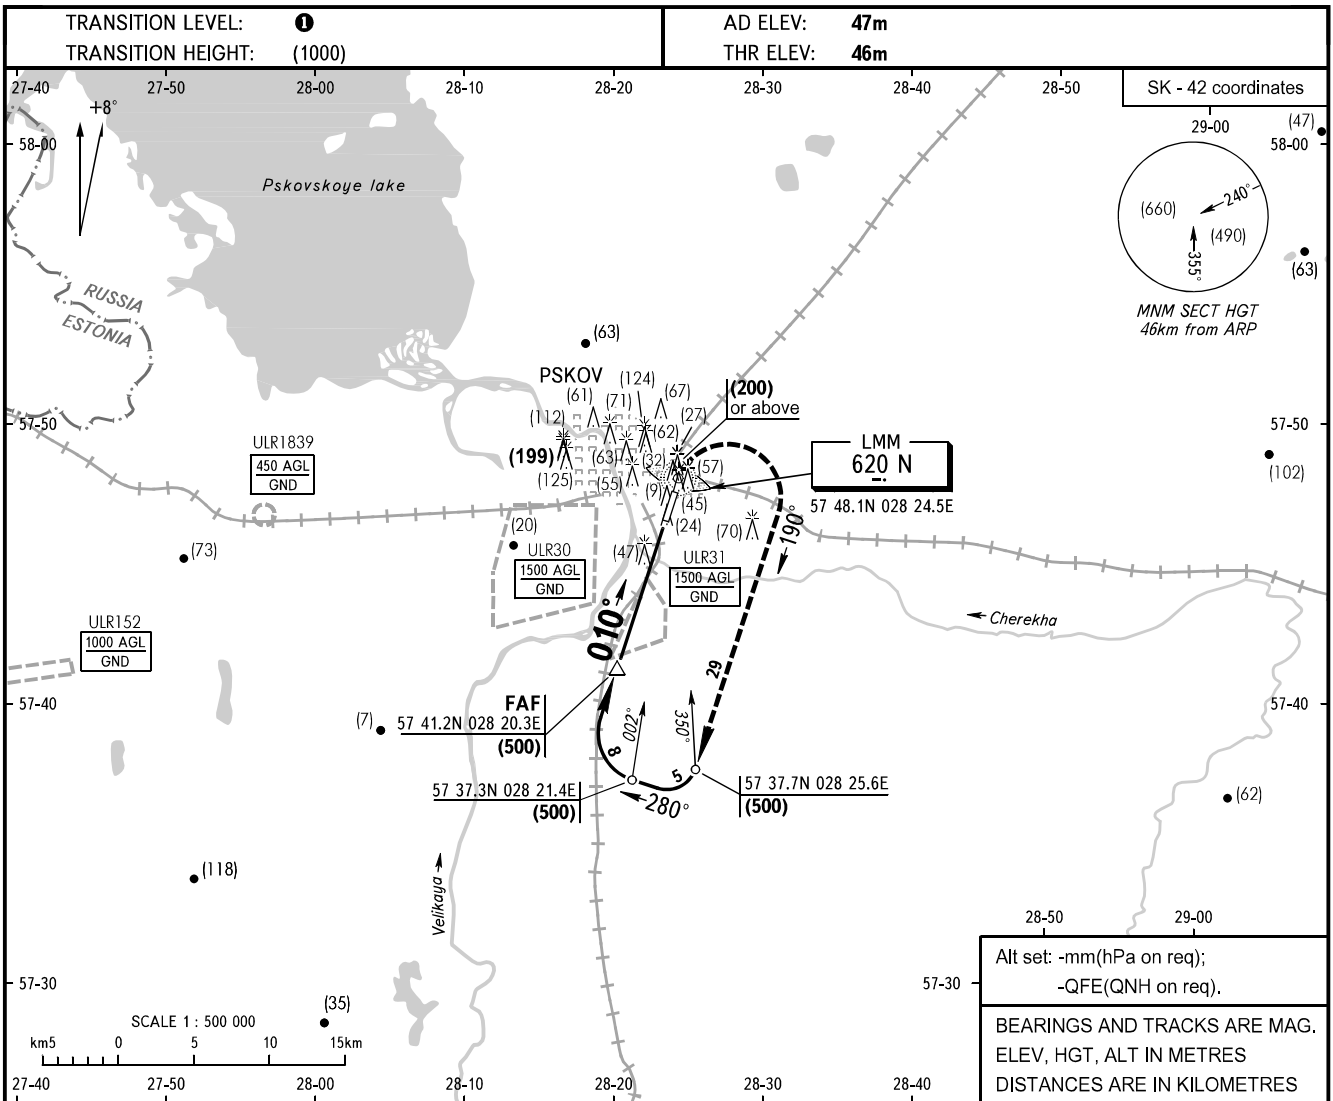 TRANSITION LEVEL: ❶
TRANSITION HEIGHT: (1000)
AD ELEV: 47m
THR ELEV: 46m
27-40 27-50 28-00 28-10 28-20 28-30 28-40 28-50
SK - 42 coordinates
29-00
+8°
58-00
58-00
(47)
Pskovskoye lake
(660)
240°
(490)
355°
(63)
MNM SECT HGT
46km from ARP
RUSSIA
ESTONIA
(63)
PSKOV
(124)
(61)
(71)
(67)
(200)
or above
(112)
(27)
57-50
57-50
(62)
ULR1839
450 AGL
GND
(199)
(63)
(32)
(57)
LMM
620 N
(102)
(125)
(55)
(9)
(45)
57 48.1N 028 24.5E
(24)
(70)
190°
(20)
(73)
ULR30
1500 AGL
GND
(47)
ULR31
1500 AGL
GND
010°
Cherekha
ULR152
1000 AGL
GND
29
57-40
57-40
FAF
57 41.2N 028 20.3E
(500)
(7)
002°
350°
8
5
57 37.3N 028 21.4E
(500)
280°
57 37.7N 028 25.6E
(500)
(62)
(118)
Velikaya
28-50 29-00
57-30
57-30
Alt set: -mm(hPa on req);
-QFE(QNH on req).
(35)
SCALE 1 : 500 000
km5 0 5 10 15km
BEARINGS AND TRACKS ARE MAG.
ELEV, HGT, ALT IN METRES
DISTANCES ARE IN KILOMETRES
27-40 27-50 28-00 28-10 28-20 28-30 28-40